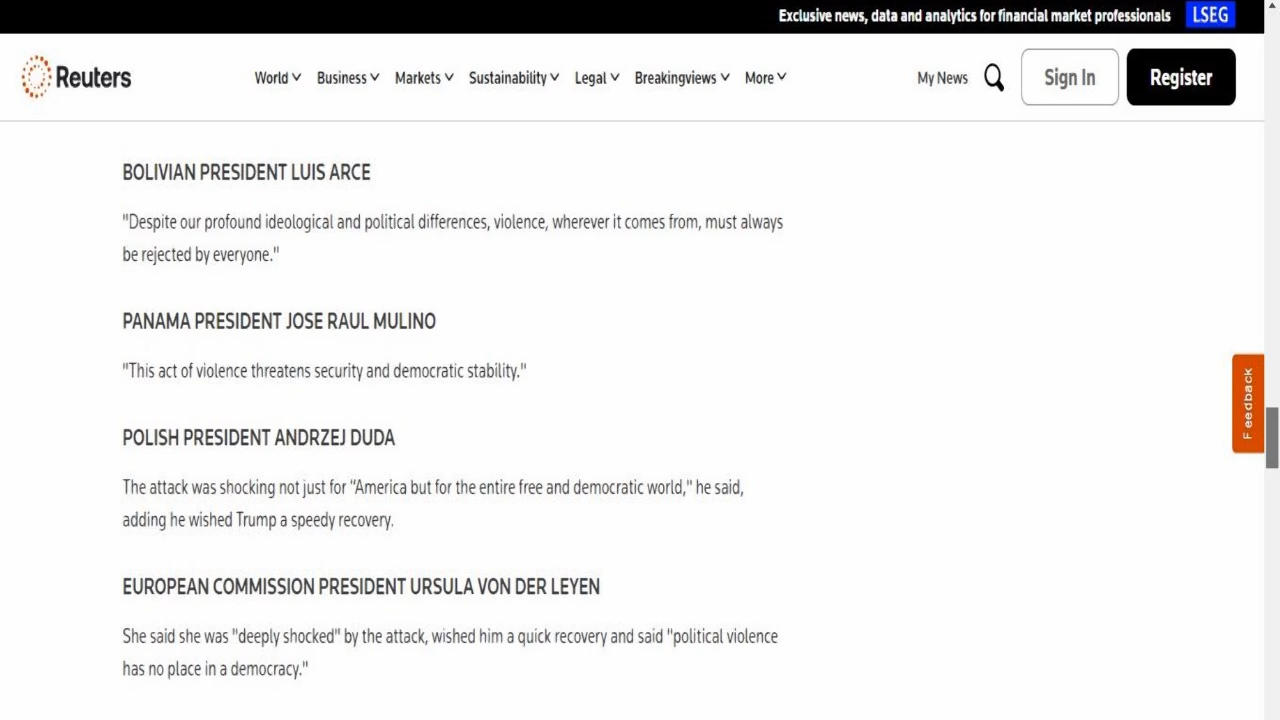 Exclusive news, data and analytics for financial market professionals LSEG
Reuters World Business Markets Sustainability Legal Breakingviews More My News Sign In Register
BOLIVIAN PRESIDENT LUIS ARCE
"Despite our profound ideological and political differences, violence, wherever it comes from, must always
be rejected by everyone."
PANAMA PRESIDENT JOSE RAUL MULINO
"This act of violence threatens security and democratic stability."
POLISH PRESIDENT ANDRZEJ DUDA
The attack was shocking not just for "America but for the entire free and democratic world," he said,
adding he wished Trump a speedy recovery.
EUROPEAN COMMISSION PRESIDENT URSULA VON DER LEYEN
She said she was "deeply shocked" by the attack, wished him a quick recovery and said "political violence
has no place in a democracy."
Feedback